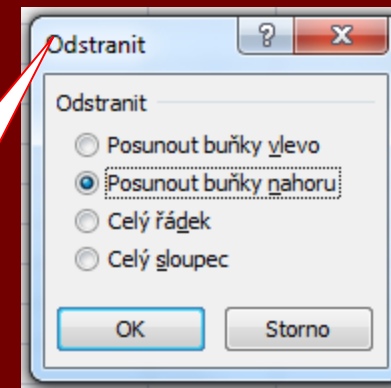 Odstranit
Odstranit
Posunout buňky vlevo
Posunout buňky nahoru
Celý řádek
Celý sloupec
OK Storno